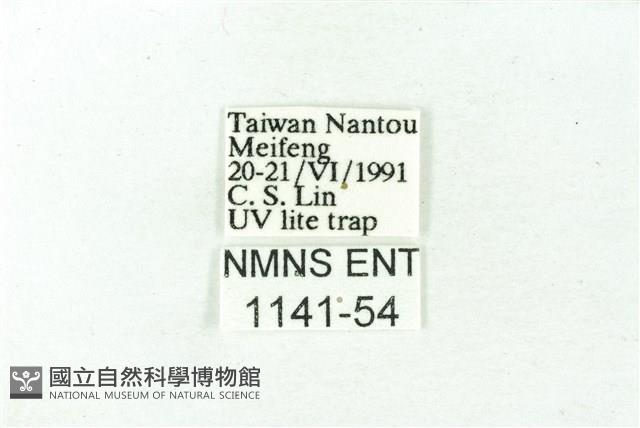 Taiwan Nantou
Meifeng
20-21/VI/1991
C. S. Lin
UV lite trap
NMNS ENT
1141-54
國立自然科學博物館
NATIONAL MUSEUM OF NATURAL SCIENCE